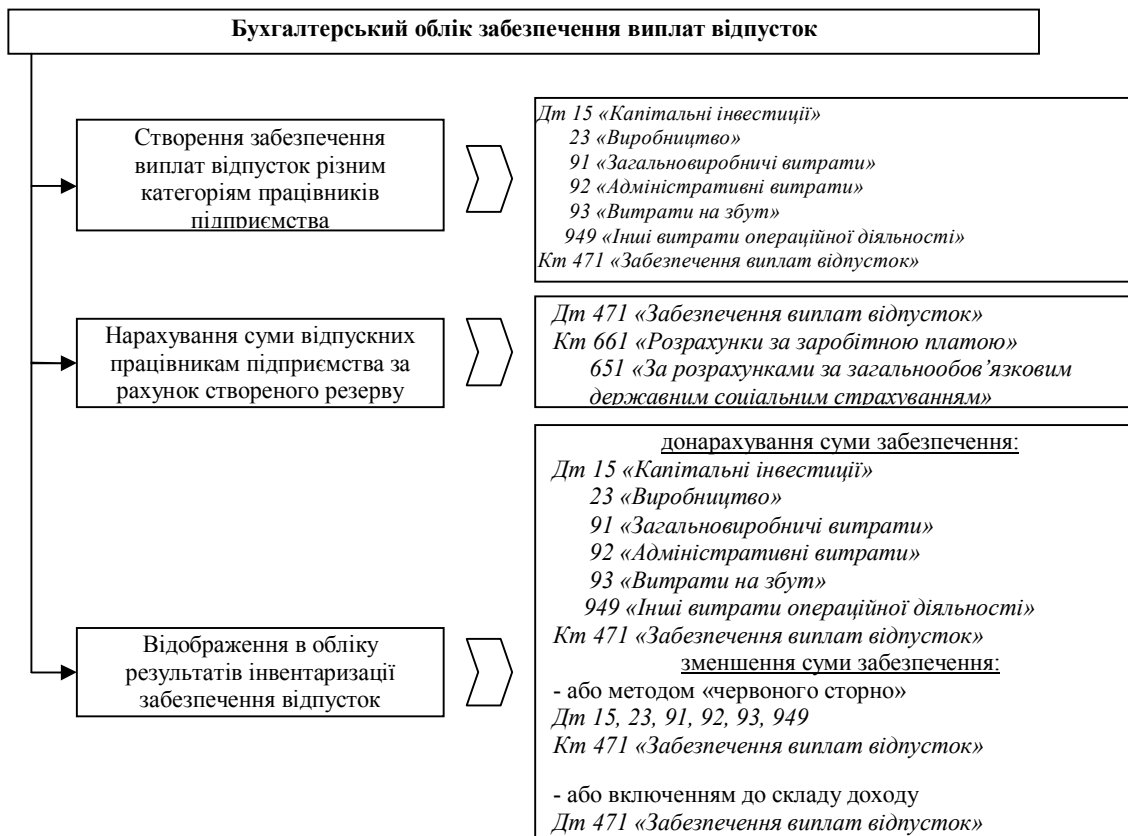 Бухгалтерський облік забезпечення виплат відпусток
Створення забезпечення
виплат відпусток різним
категоріям працівників
підприємства
Дт 15 «Капітальні інвестиції»
23 «Виробництво»
91 «Загальновиробничі витрати»
92 «Адміністративні витрати»
93 «Витрати на збут»
949 «Інші витрати операційної діяльності»
Кт 471 «Забезпечення виплат відпусток»
Нарахування суми відпускних
працівникам підприємства за
рахунок створеного резерву
Дт 471 «Забезпечення виплат відпусток»
Кт 661 «Розрахунки за заробітною платою»
651 «За розрахунками за загальнообов’язковим
державним соціальним страхуванням»
Відображення в обліку
результатів інвентаризації
забезпечення відпусток
донарахування суми забезпечення:
Дт 15 «Капітальні інвестиції»
23 «Виробництво»
91 «Загальновиробничі витрати»
92 «Адміністративні витрати»
93 «Витрати на збут»
949 «Інші витрати операційної діяльності»
Кт 471 «Забезпечення виплат відпусток»
зменшення суми забезпечення:
- або методом «червоного сторно»
Дт 15, 23, 91, 92, 93, 949
Кт 471 «Забезпечення виплат відпусток»
- або включенням до складу доходу
Дт 471 «Забезпечення виплат відпусток»